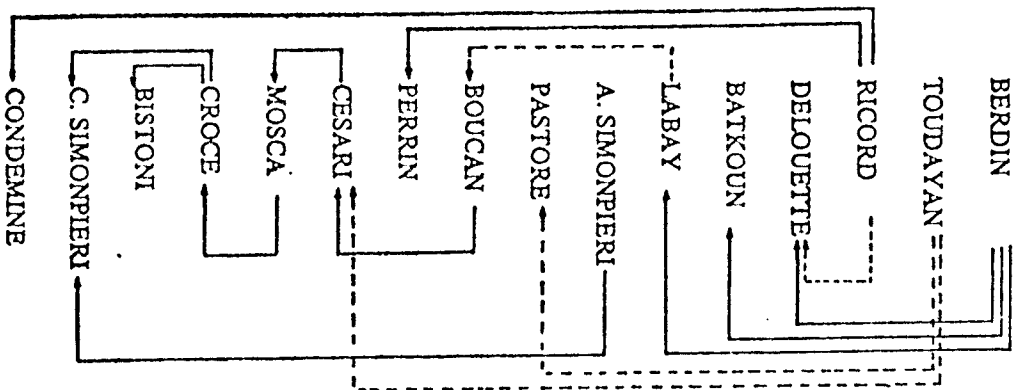 BERDIN
TOUDAYAN
RICORD
DELOUETTE
BATKOUN
LABAY
A. SIMONPIERI
PASTORE
BOUCAN
PERRIN
CESARI
MOSCA
CROCE
BISTONI
C. SIMONPIERI
CONDEMINE